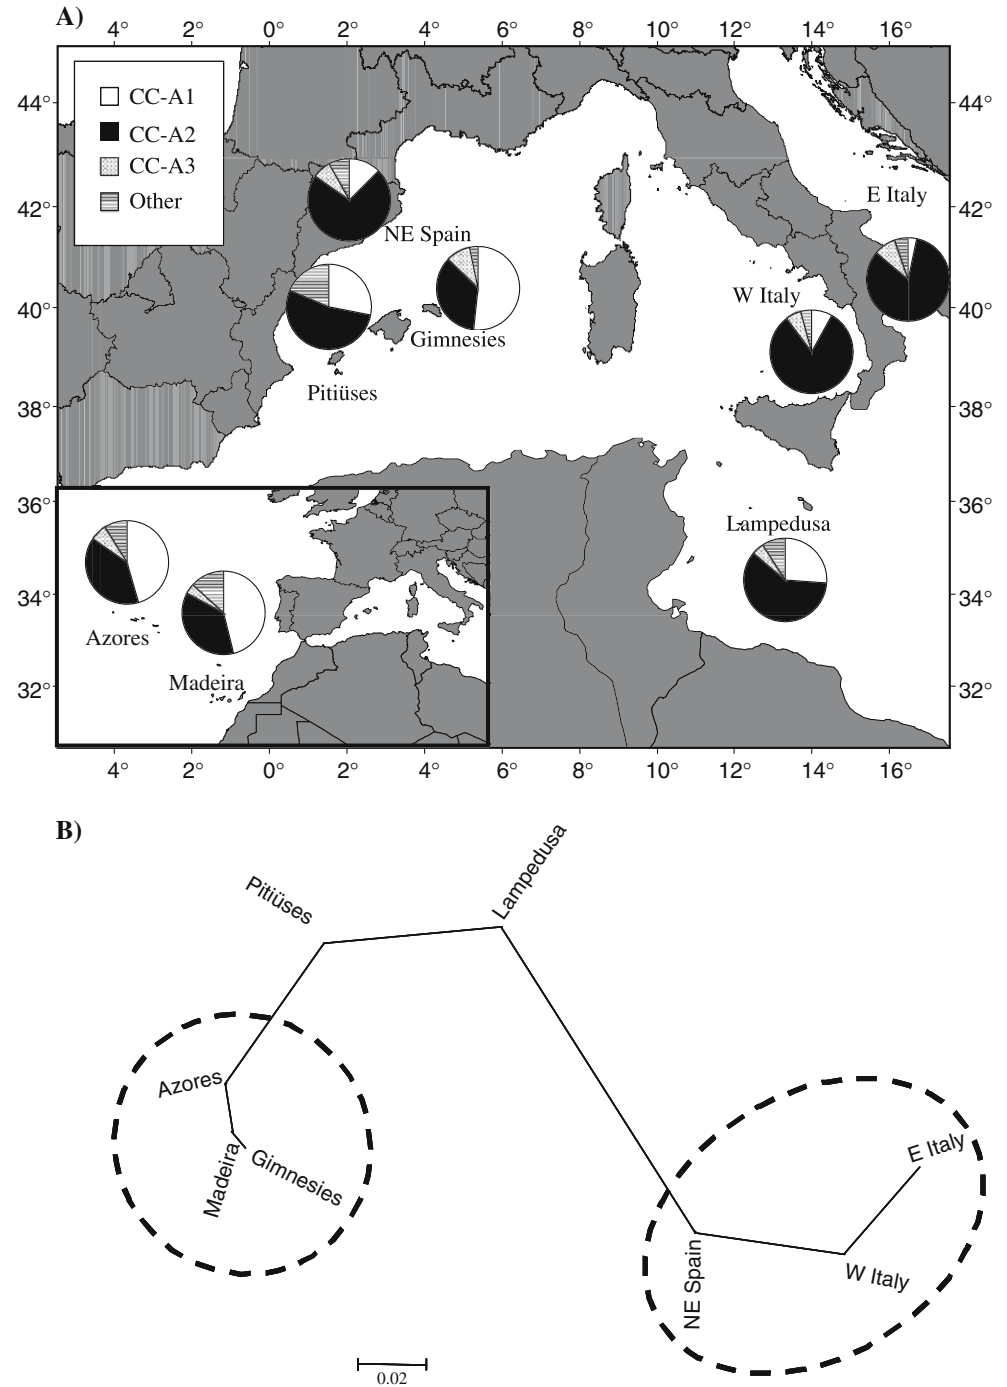 A)
4° 2° 0° 2° 4° 6° 8° 10° 12° 14° 16°
44° 44°
CC-A1
CC-A2
CC-A3
Other
42° 42°
E Italy
NE Spain
W Italy
40° 40°
Gimnesies
Pitiüses
38° 38°
36° 36°
Lampedusa
34° 34°
Azores
Madeira
32° 32°
4° 2° 0° 2° 4° 6° 8° 10° 12° 14° 16°
B)
Pitiüses
Lampedusa
Azores
Madeira
Gimnesies
E Italy
NE Spain
W Italy
0.02